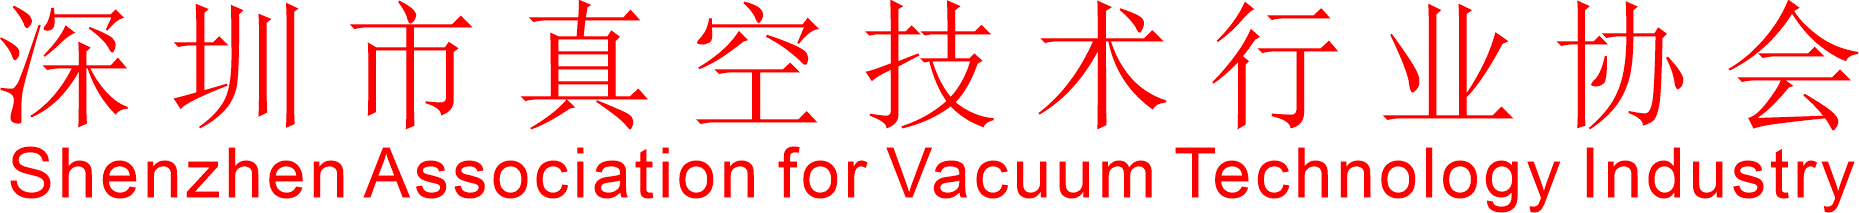 深圳市真空技术行业协会
Shenzhen Association for Vacuum Technology Industry